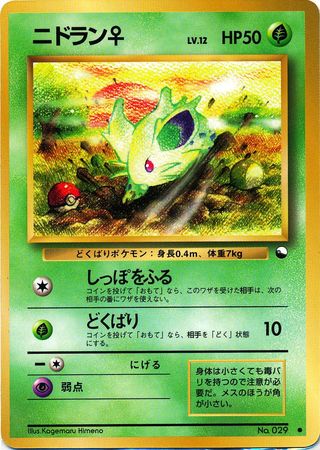 ニドラン♀ LV.12 HP50
どくばりポケモン：身長0.4m、体重7kg
しっぽをふる
コインを投げて「おもて」なら、このワザを受けた相手は、次の
相手の番にワザを使えない。
どくばり 10
コインを投げて「おもて」なら、相手を「どく」状態
にする。
にげる
弱点
身体は小さくても毒バ
リを持つので注意が必
要だ。メスのほうが角
が小さい。
Illus.Kagemaru Himeno
No. 029